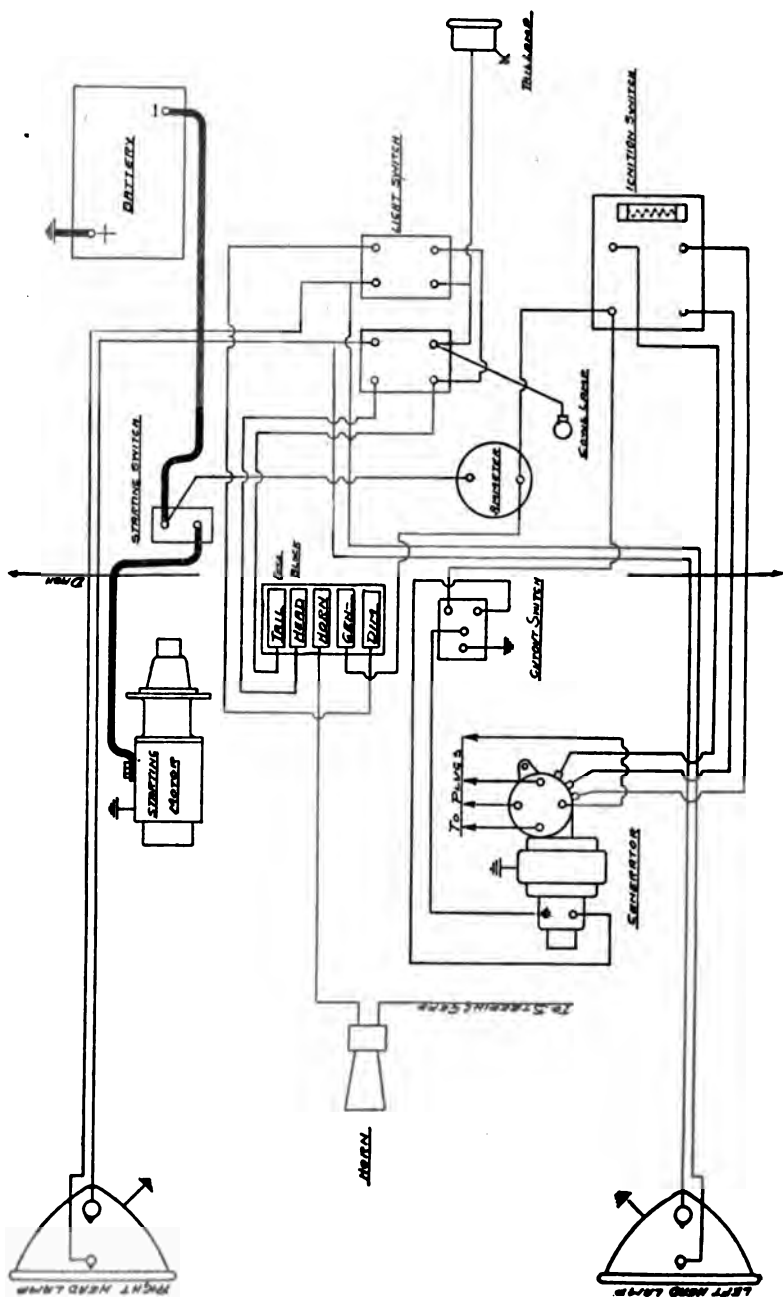 TAIL LAMP
BATTERY
+
-
LIGHT SWITCH
IGNITION SWITCH
STARTING SWITCH
COWL LAMP
AMMETER
DASH
FUSE
BLOCK
TAIL
HEAD
HORN
GEN-
DIM
CUTOUT SWITCH
STARTING
MOTOR
TO PLUGS
GENERATOR
+
TO STEERING GEAR
HORN
RIGHT HEAD LAMP
LEFT HEAD LAMP